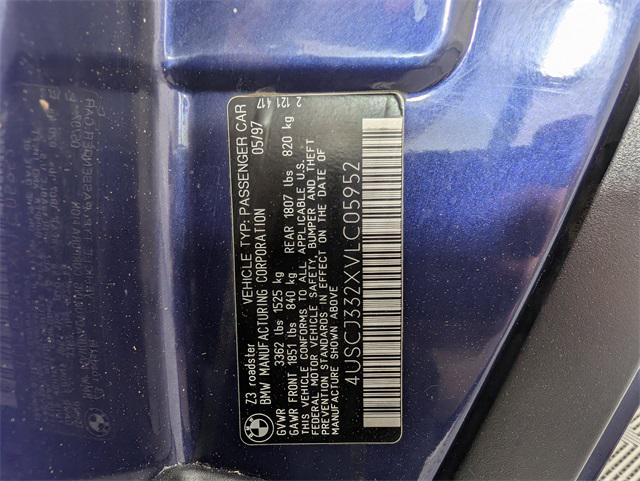 Z3 roadster VEHICLE TYP: PASSENGER CAR 2 121 417
BMW MANUFACTURING CORPORATION 05/97
GVWR 3362 lbs 1525 kg
GAWR FRONT 1851 lbs 840 kg REAR 1807 lbs 820 kg
THIS VEHICLE CONFORMS TO ALL APPLICABLE U.S.
FEDERAL MOTOR VEHICLE SAFETY, BUMPER AND THEFT
PREVENTION STANDARDS IN EFFECT ON THE DATE OF
MANUFACTURE SHOWN ABOVE
4USCJ332XVLC05952